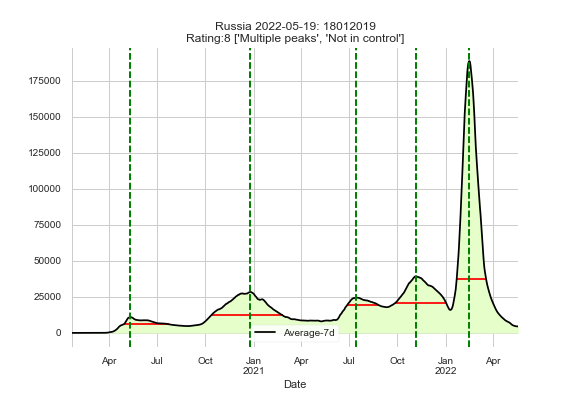 Russia 2022-05-19: 18012019
Rating:8 ['Multiple peaks', 'Not in control']
175000
150000
125000
100000
75000
50000
25000
0
Average-7d
Apr Jul Oct Jan Apr Jul Oct Jan Apr
2021 2022
Date